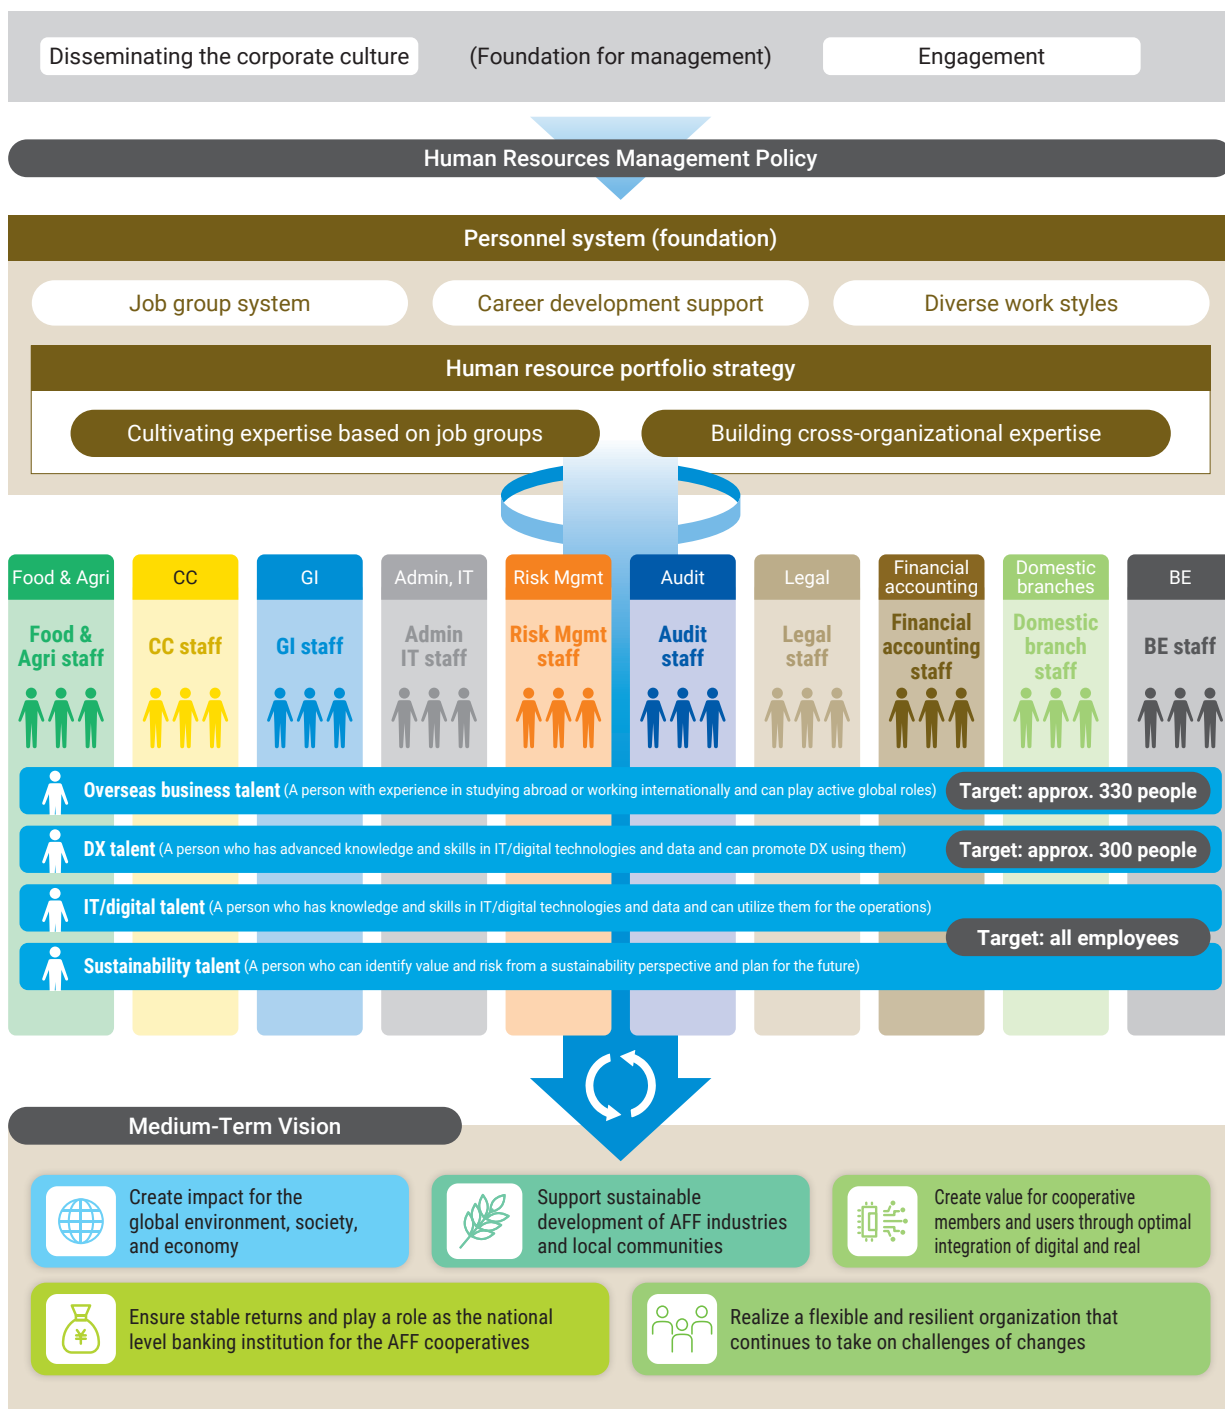 Disseminating the corporate culture
(Foundation for management)
Engagement
Human Resources Management Policy
Personnel system (foundation)
Job group system
Career development support
Diverse work styles
Human resource portfolio strategy
Cultivating expertise based on job groups
Building cross-organizational expertise
Food & Agri
CC
GI
Admin, IT
Risk Mgmt
Audit
Legal
Financial
accounting
Domestic
branches
BE
Food &
Agri staff
CC staff
GI staff
Admin
IT staff
Risk Mgmt
staff
Audit
staff
Legal
staff
Financial
accounting
staff
Domestic
branch
staff
BE staff
Overseas business talent (A person with experience in studying abroad or working internationally and can play active global roles)
Target: approx. 330 people
DX talent (A person who has advanced knowledge and skills in IT/digital technologies and data and can promote DX using them)
Target: approx. 300 people
IT/digital talent (A person who has knowledge and skills in IT/digital technologies and data and can utilize them for the operations)
Target: all employees
Sustainability talent (A person who can identify value and risk from a sustainability perspective and plan for the future)
Medium-Term Vision
Create impact for the
global environment, society,
and economy
Support sustainable
development of AFF industries
and local communities
Create value for cooperative
members and users through optimal
integration of digital and real
¥
Ensure stable returns and play a role as the national
level banking institution for the AFF cooperatives
Realize a flexible and resilient organization that
continues to take on challenges of changes